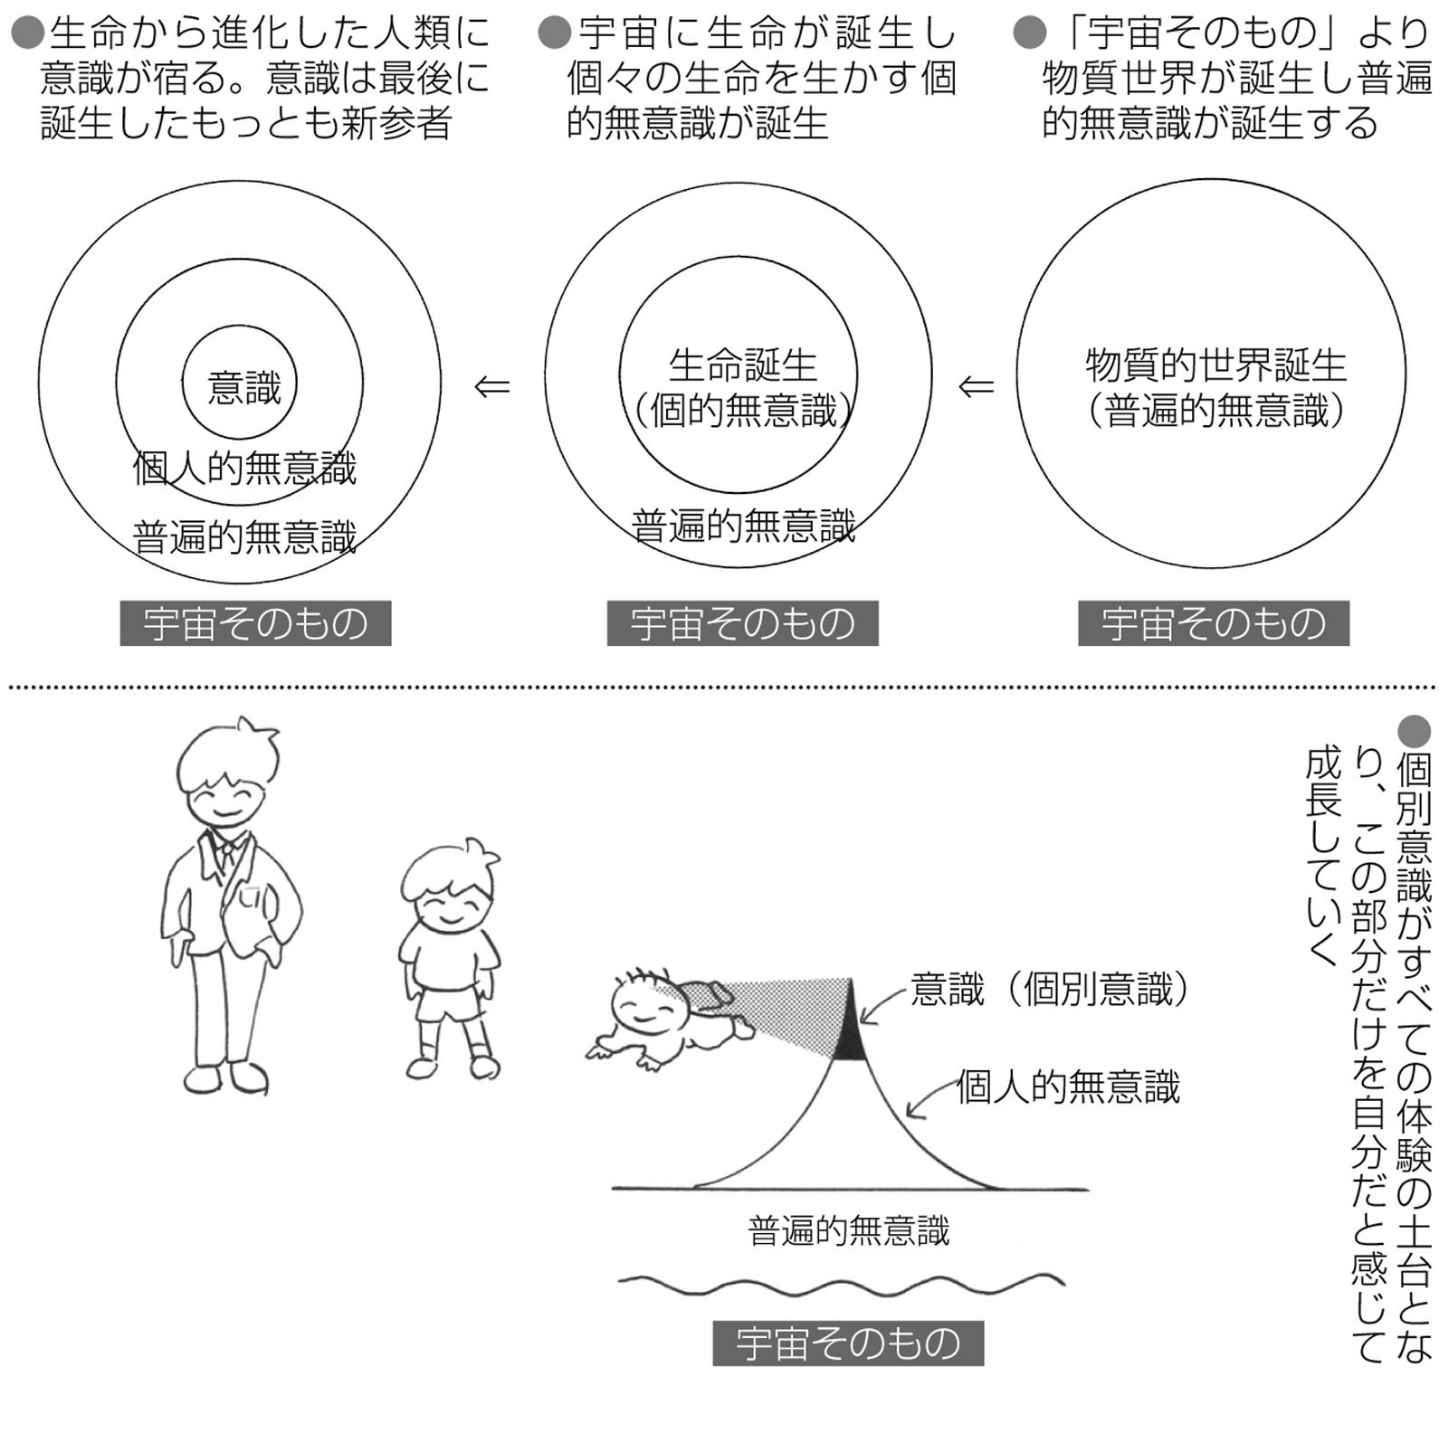 ●「宇宙そのもの」より
物質世界が誕生し普遍
的無意識が誕生する
物質的世界誕生
（普遍的無意識）
宇宙そのもの
⇐
●宇宙に生命が誕生し
個々の生命を生かす個
的無意識が誕生
生命誕生
（個的無意識）
普遍的無意識
宇宙そのもの
⇐
●生命から進化した人類に
意識が宿る。意識は最後に
誕生したもっとも新参者
意識
個人的無意識
普遍的無意識
宇宙そのもの
●個別意識がすべての体験の土台とな
り、この部分だけを自分だと感じて
成長していく
意識（個別意識）
個人的無意識
普遍的無意識
宇宙そのもの